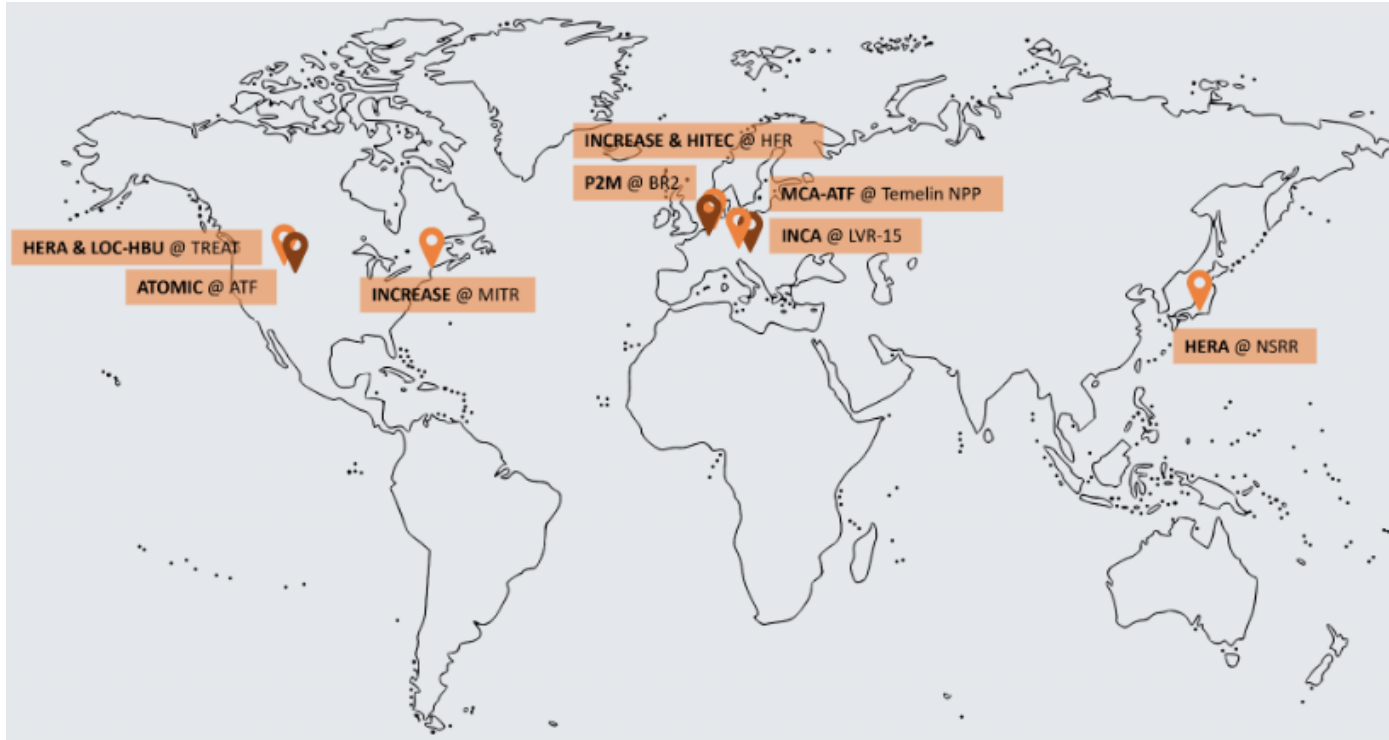 INCREASE & HITEC @ HFR
P2M @ BR2
MCA-ATF @ Temelin NPP
INCA @ LVR-15
HERA & LOC-HBU @ TREAT
ATOMIC @ ATF
INCREASE @ MITR
HERA @ NSRR